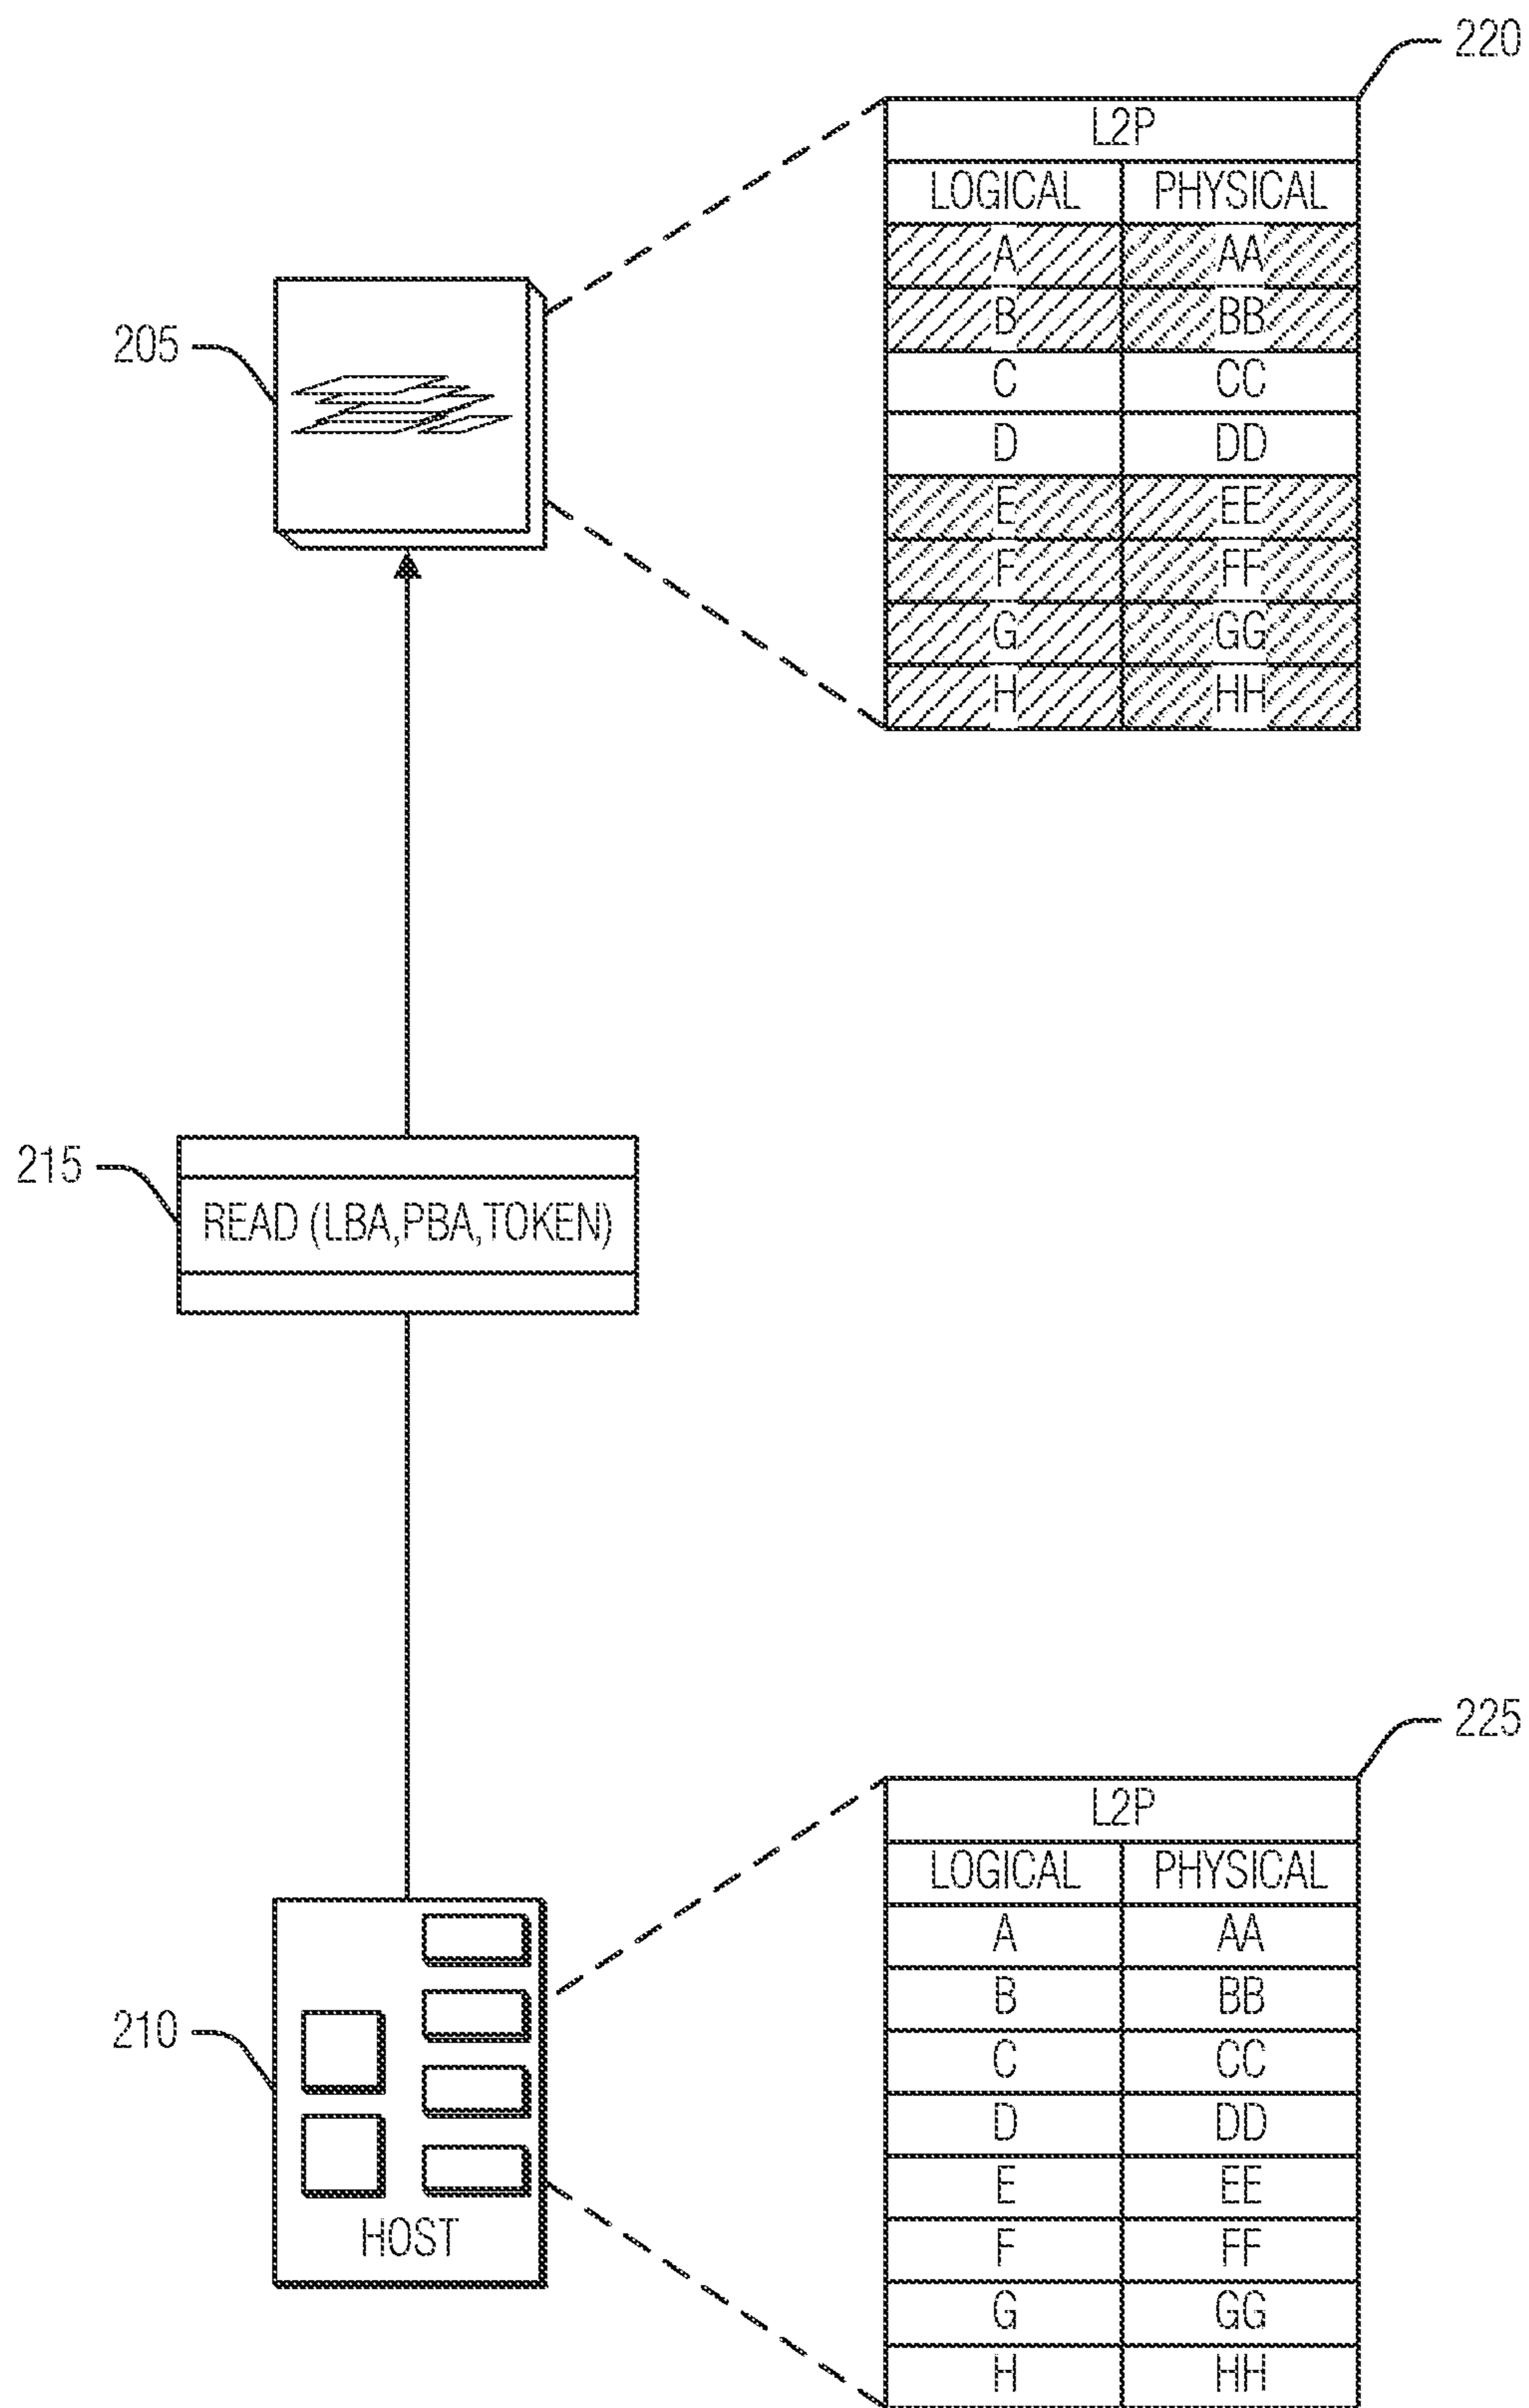 220
L2P
LOGICAL PHYSICAL
A AA
B BB
205
C CC
D DD
E EE
F FF
G GG
H HH
215
READ (LBA,PBA,TOKEN)
225
L2P
LOGICAL PHYSICAL
A AA
B BB
210
C CC
D DD
E EE
HOST
F FF
G GG
H HH